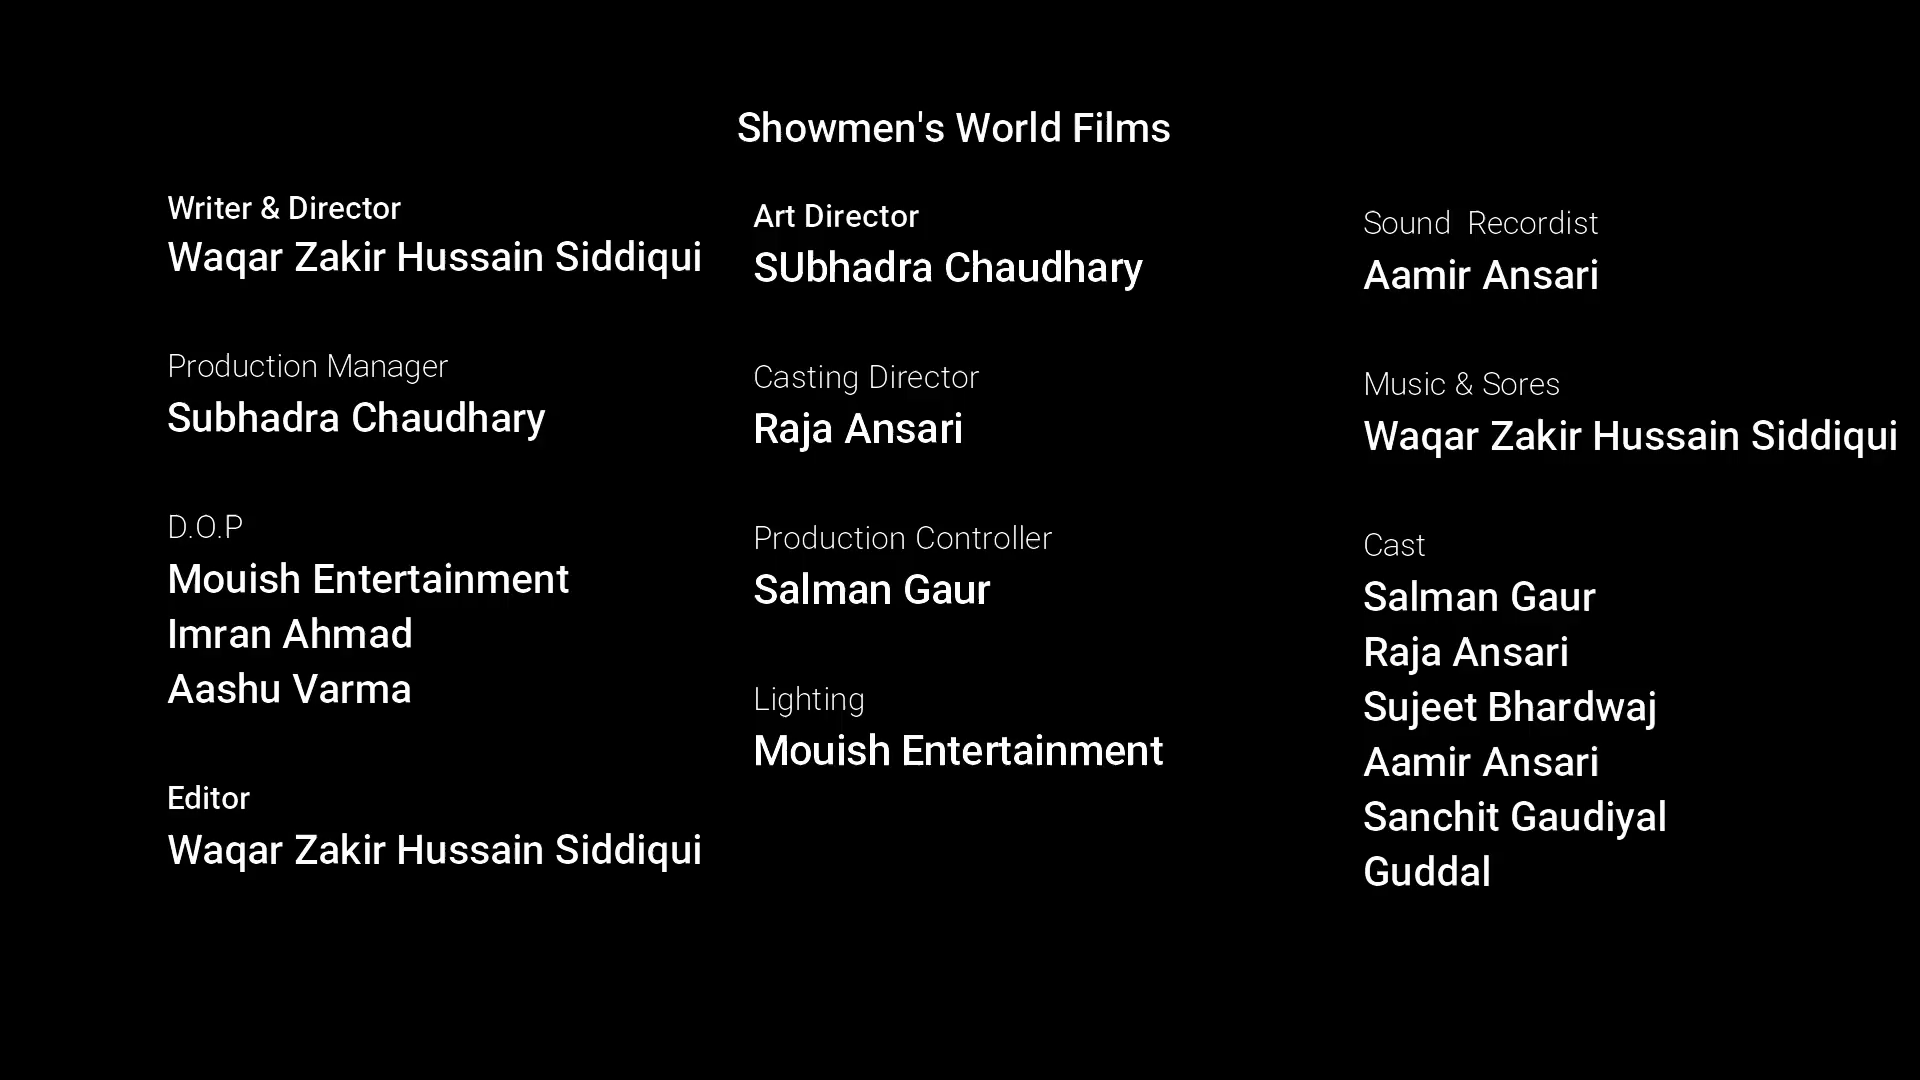 Showmen's World Films
Writer & Director
Waqar Zakir Hussain Siddiqui
Production Manager
Subhadra Chaudhary
D.O.P
Mouish Entertainment
Imran Ahmad
Aashu Varma
Editor
Waqar Zakir Hussain Siddiqui
Art Director
SUbhadra Chaudhary
Casting Director
Raja Ansari
Production Controller
Salman Gaur
Lighting
Mouish Entertainment
Sound  Recordist
Aamir Ansari
Music & Sores
Waqar Zakir Hussain Siddiqui
Cast
Salman Gaur
Raja Ansari
Sujeet Bhardwaj
Aamir Ansari
Sanchit Gaudiyal
Guddal